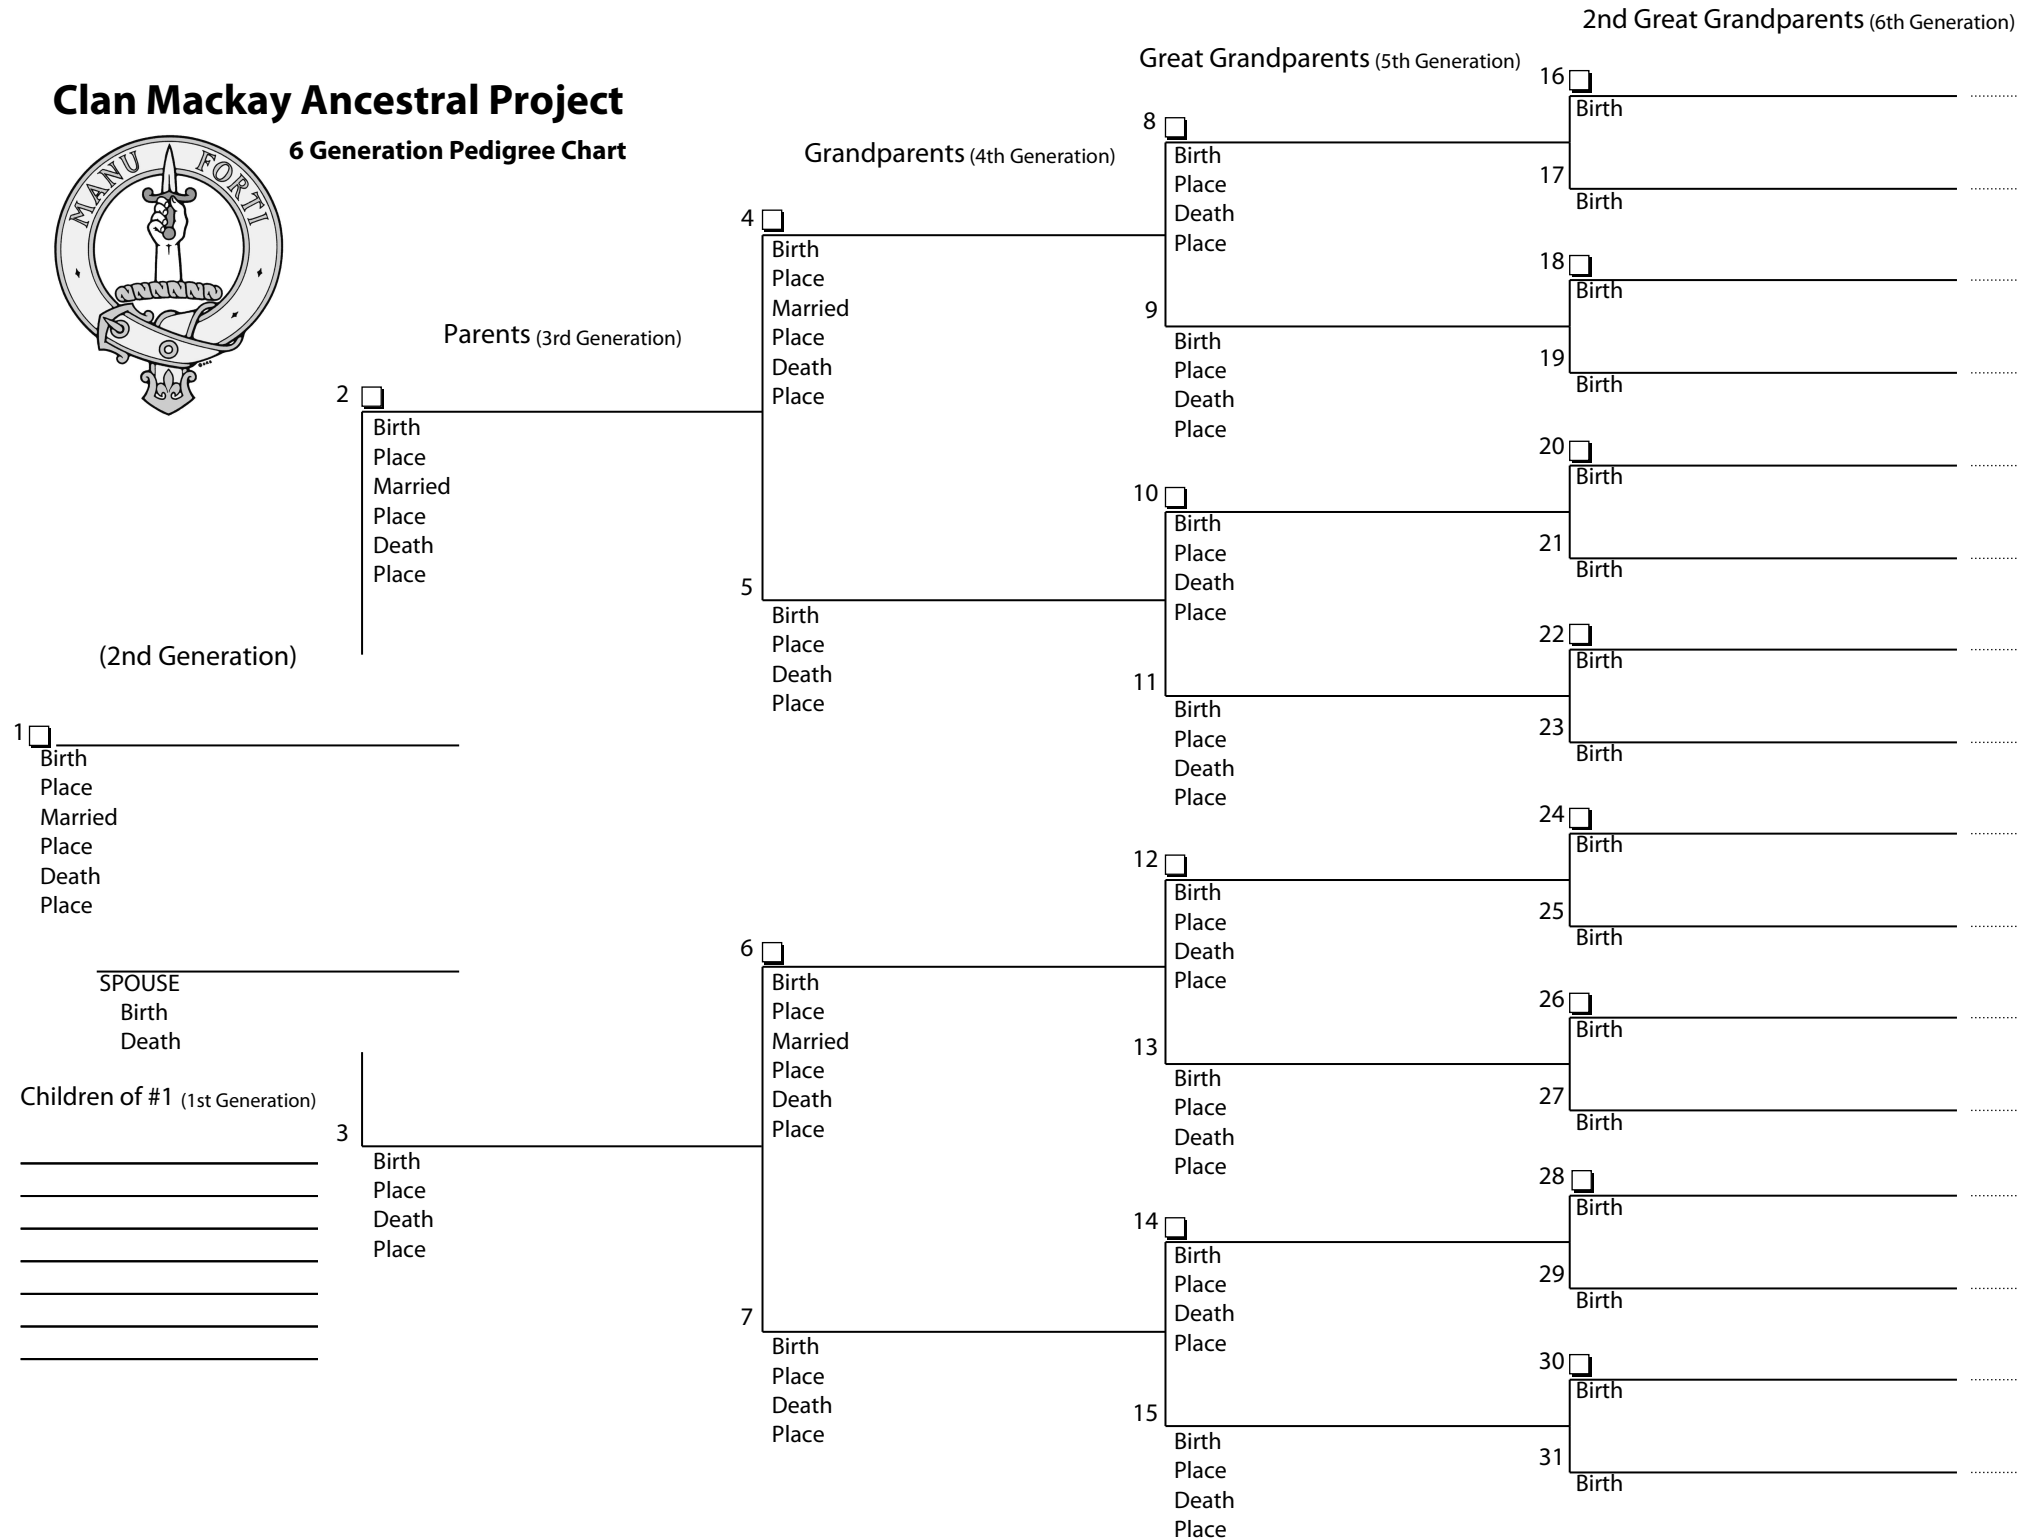 Clan Mackay Ancestral Project
6 Generation Pedigree Chart
MANU FORTI
(2nd Generation)
1
Birth
Place
Married
Place
Death
Place
SPOUSE
Birth
Death
Children of #1 (1st Generation)
Parents (3rd Generation)
2
Birth
Place
Married
Place
Death
Place
3
Birth
Place
Death
Place
Grandparents (4th Generation)
4
Birth
Place
Married
Place
Death
Place
5
Birth
Place
Death
Place
6
Birth
Place
Married
Place
Death
Place
7
Birth
Place
Death
Place
Great Grandparents (5th Generation)
8
Birth
Place
Death
Place
9
Birth
Place
Death
Place
10
Birth
Place
Death
Place
11
Birth
Place
Death
Place
12
Birth
Place
Death
Place
13
Birth
Place
Death
Place
14
Birth
Place
Death
Place
15
Birth
Place
Death
Place
2nd Great Grandparents (6th Generation)
16
Birth
17
Birth
18
Birth
19
Birth
20
Birth
21
Birth
22
Birth
23
Birth
24
Birth
25
Birth
26
Birth
27
Birth
28
Birth
29
Birth
30
Birth
31
Birth